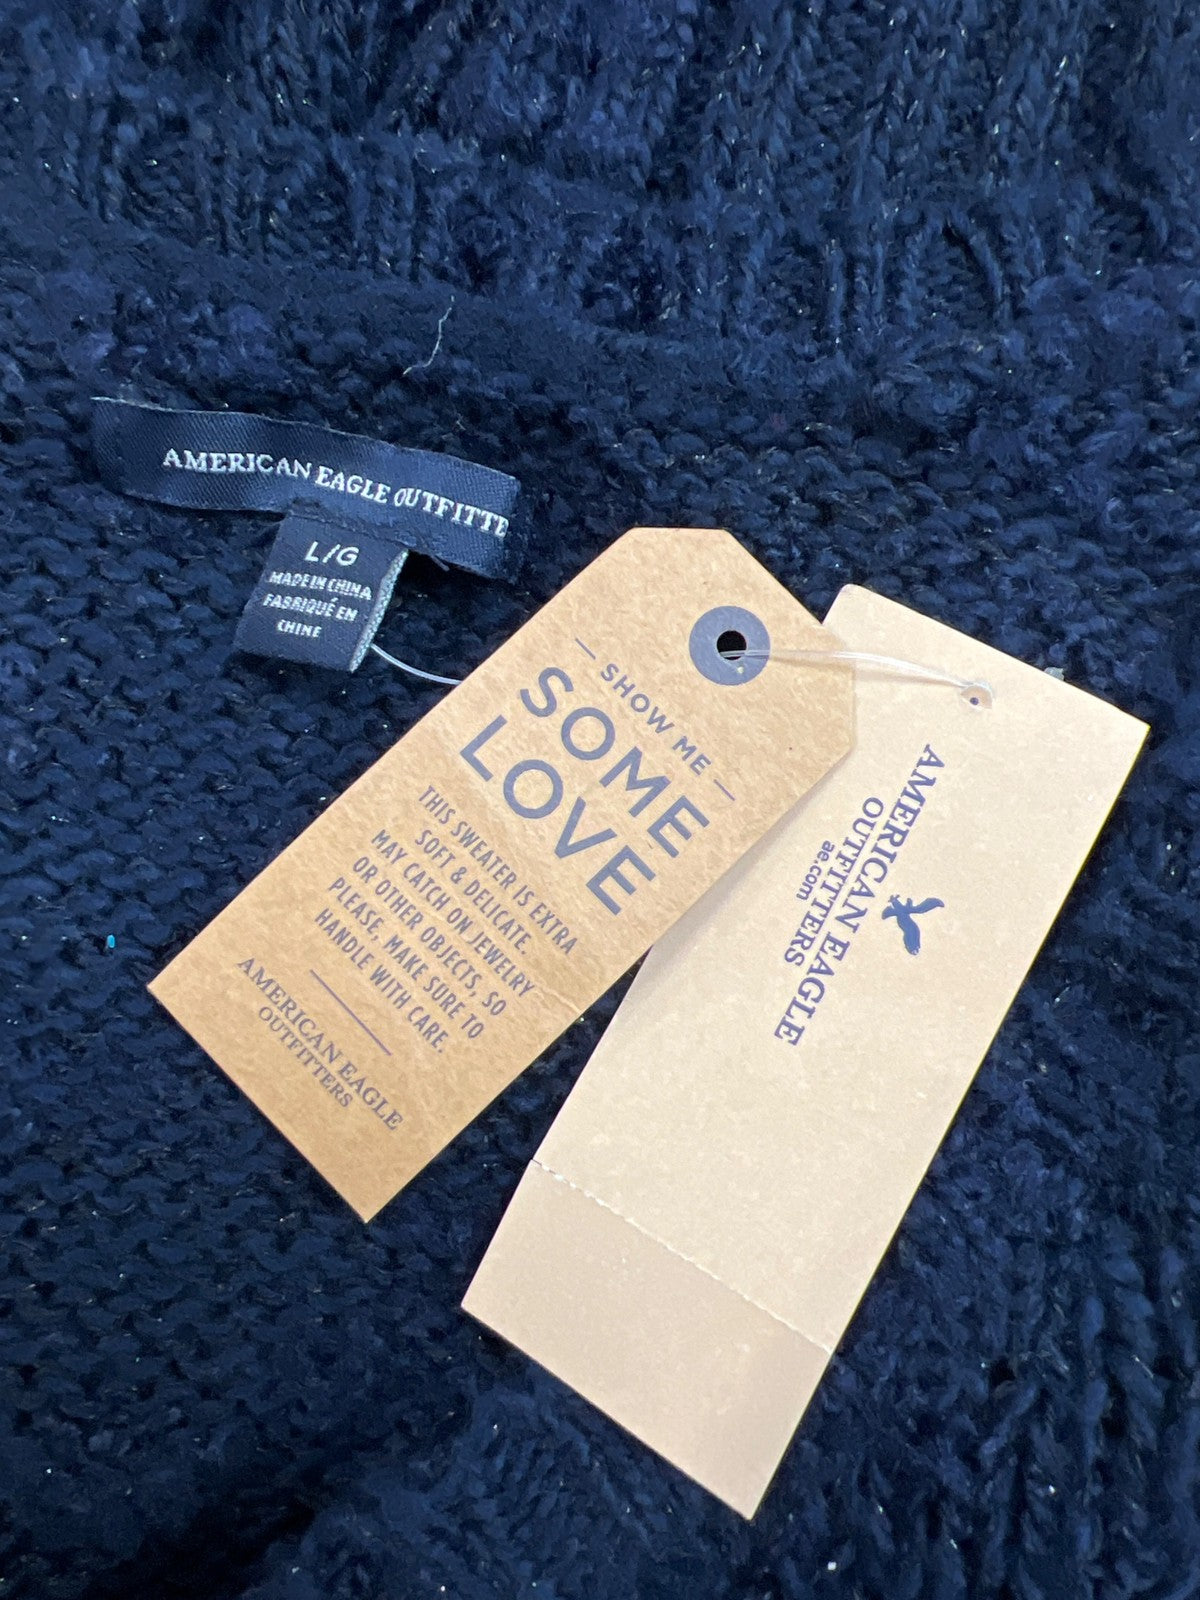 AMERICAN EAGLE OUTFITTE
L/G
MADE IN CHINA
FABRIQUÉ EN
CHINE
SHOW ME
SOME
LOVE
THIS SWEATER IS EXTRA
SOFT & DELICATE.
MAY CATCH ON JEWELRY
OR OTHER OBJECTS, SO
PLEASE, MAKE SURE TO
HANDLE WITH CARE.
AMERICAN EAGLE
OUTFITTERS
AMERICAN EAGLE
OUTFITTERS
ae.com